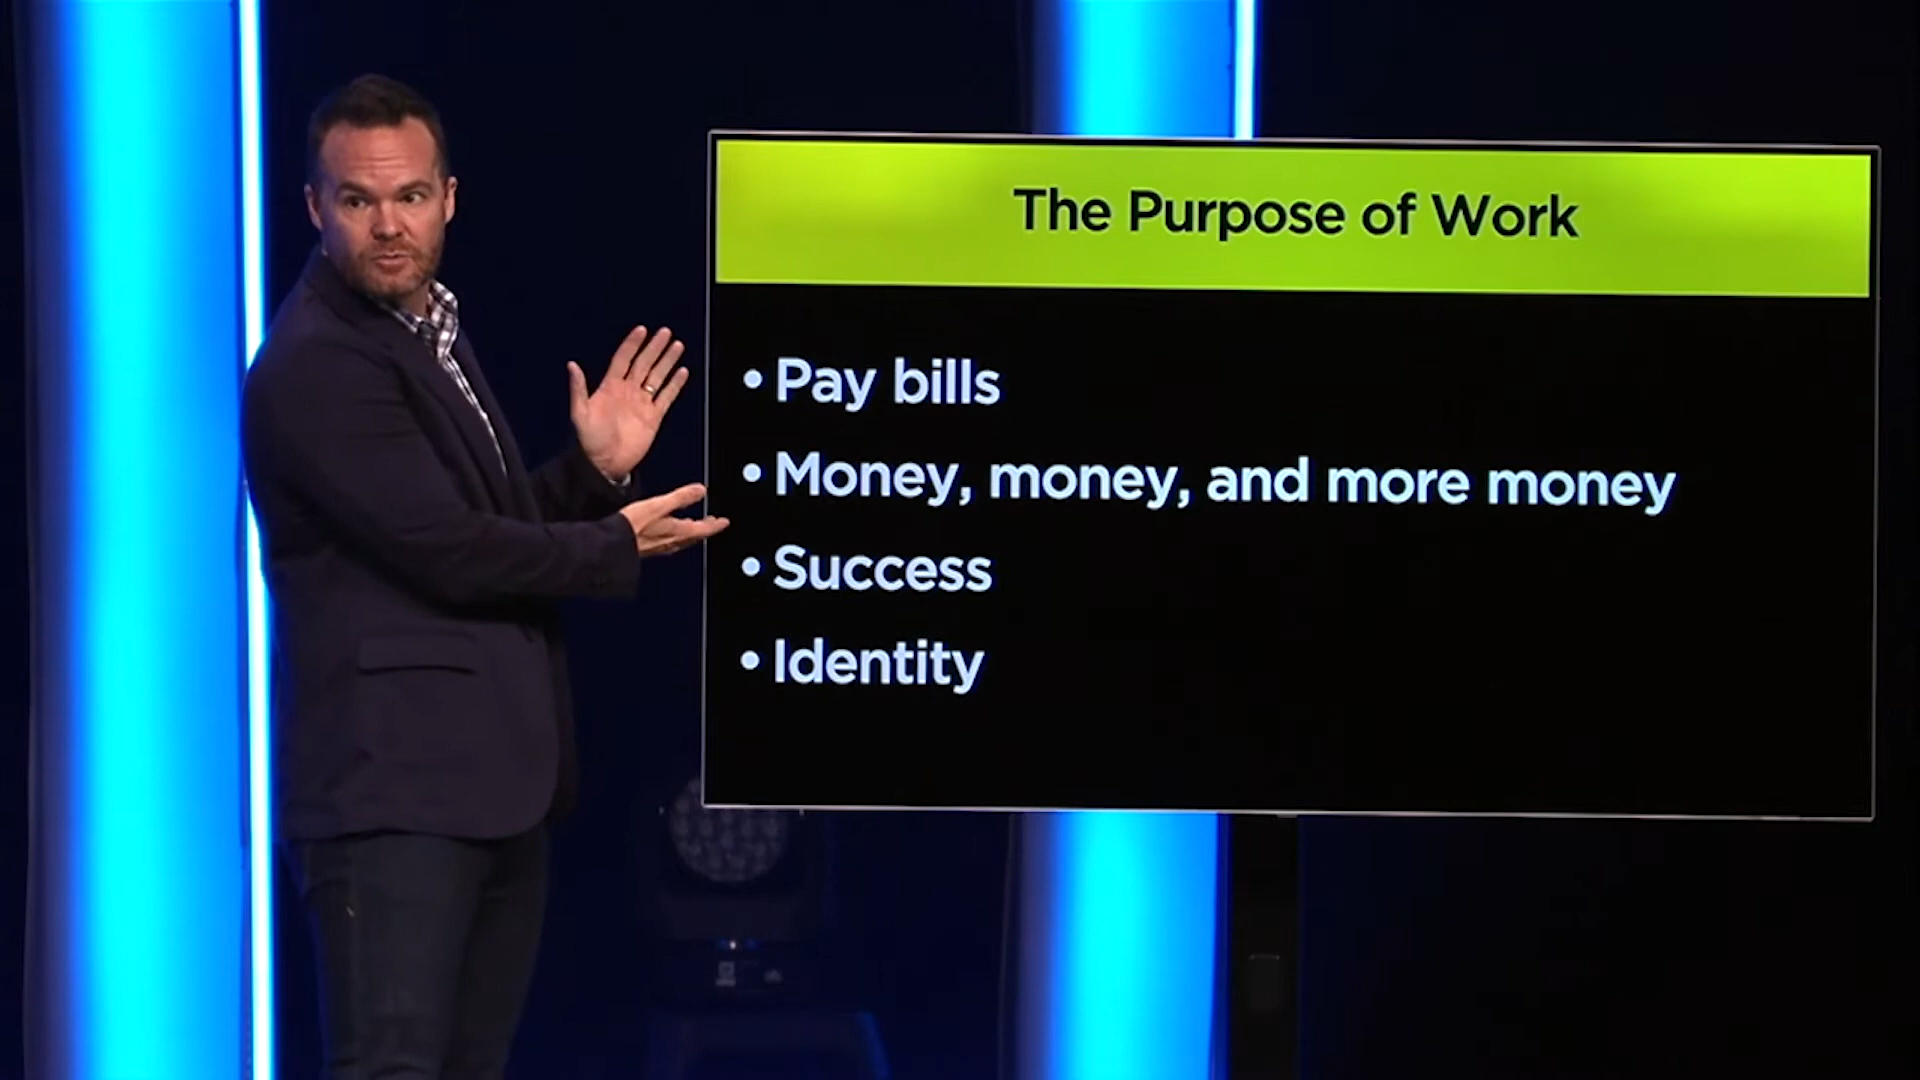 The Purpose of Work
• Pay bills
• Money, money, and more money
• Success
• Identity